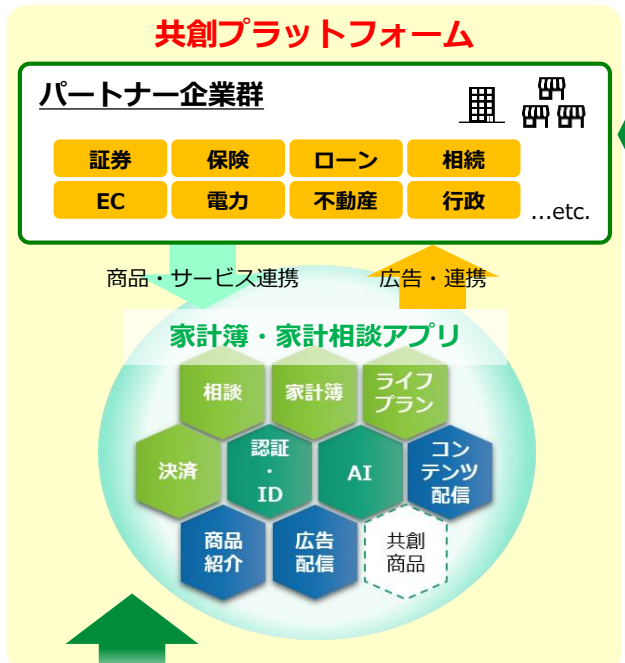 共創プラットフォーム
パートナー企業群
証券 保険 ローン 相続
EC 電力 不動産 行政
...etc.
商品・サービス連携 広告・連携
家計簿・家計相談アプリ
相談
家計簿
ライフ
プラン
決済
認証
・
ID
AI
コン
テンツ
配信
商品
紹介
広告
配信
共創
商品